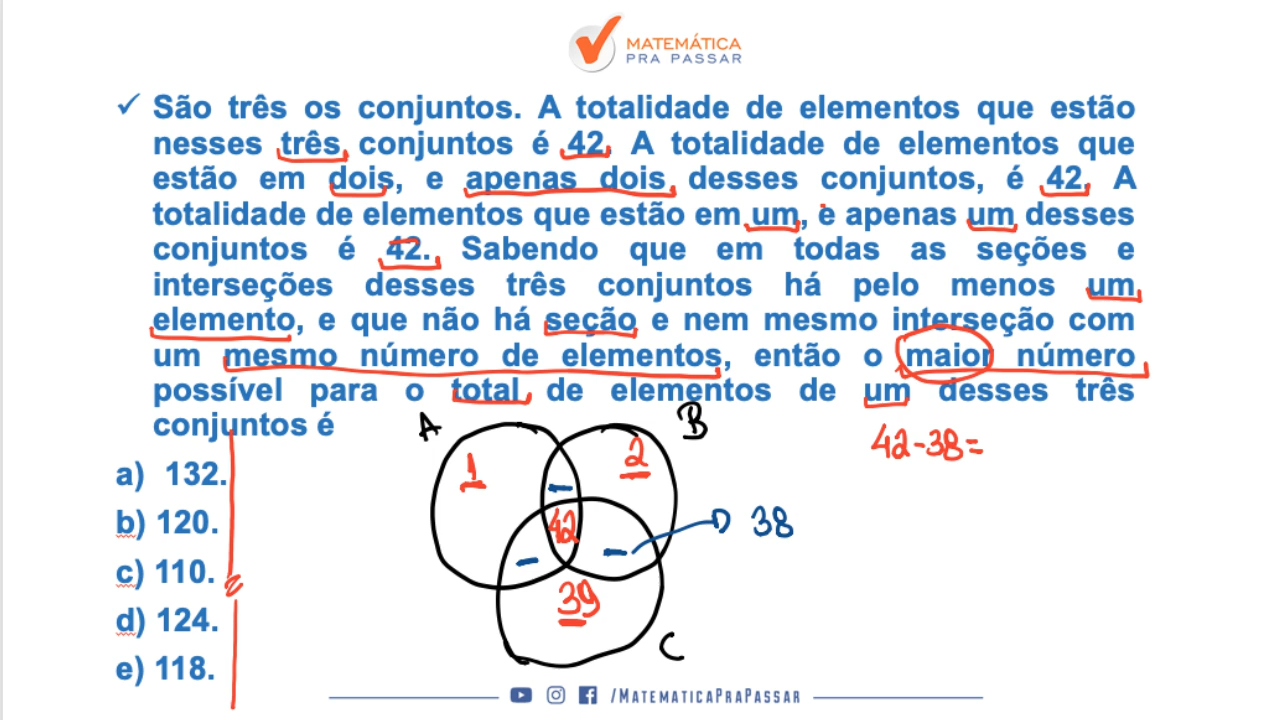 MATEMÁTICA
PRA PASSAR
✓ São três os conjuntos. A totalidade de elementos que estão
nesses três conjuntos é 42. A totalidade de elementos que
estão em dois, e apenas dois desses conjuntos, é 42. A
totalidade de elementos que estão em um, e apenas um desses
conjuntos é 42. Sabendo que em todas as seções e
interseções desses três conjuntos há pelo menos um
elemento, e que não há seção e nem mesmo interseção com
um mesmo número de elementos, então o maior número
possível para o total de elementos de um desses três
conjuntos é
A
B
42-38=
a) 132.
1
2
b) 120.
42
38
c) 110.
39
d) 124.
C
e) 118.
/MATEMATICAPRAPASSAR